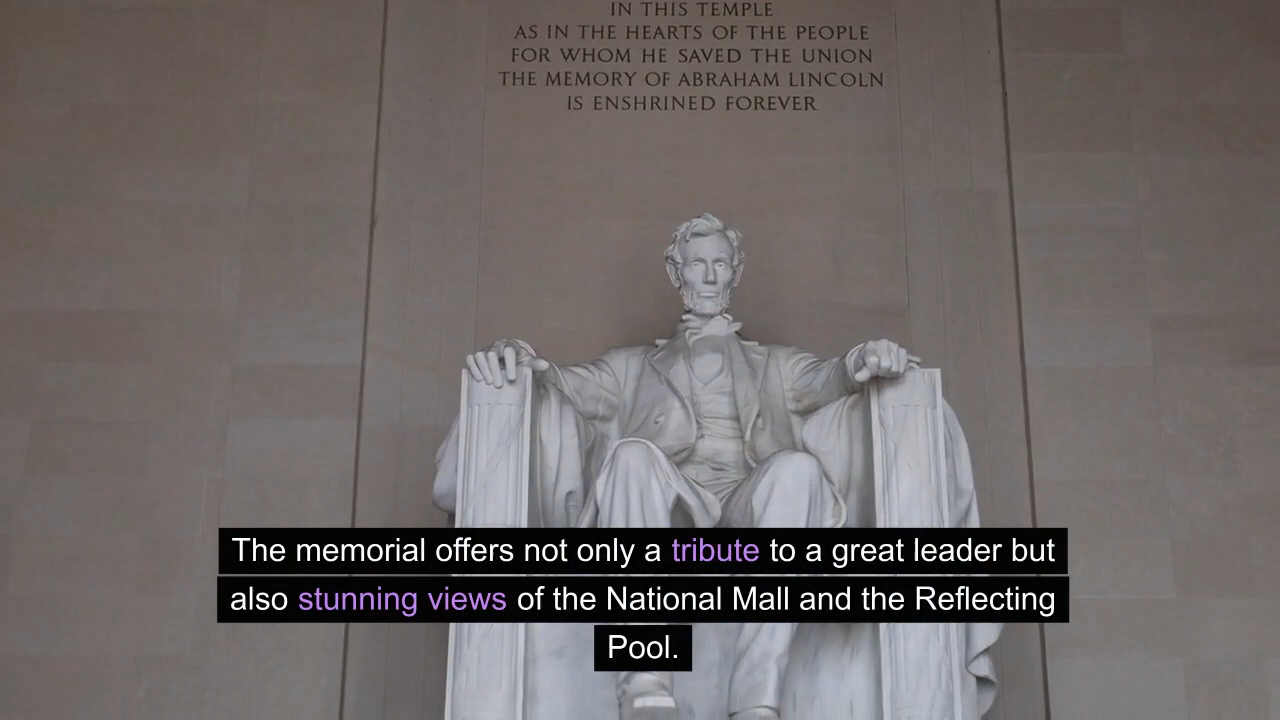 IN THIS TEMPLE
AS IN THE HEARTS OF THE PEOPLE
FOR WHOM HE SAVED THE UNION
THE MEMORY OF ABRAHAM LINCOLN
IS ENSHRINED FOREVER
The memorial offers not only a tribute to a great leader but
also stunning views of the National Mall and the Reflecting
Pool.